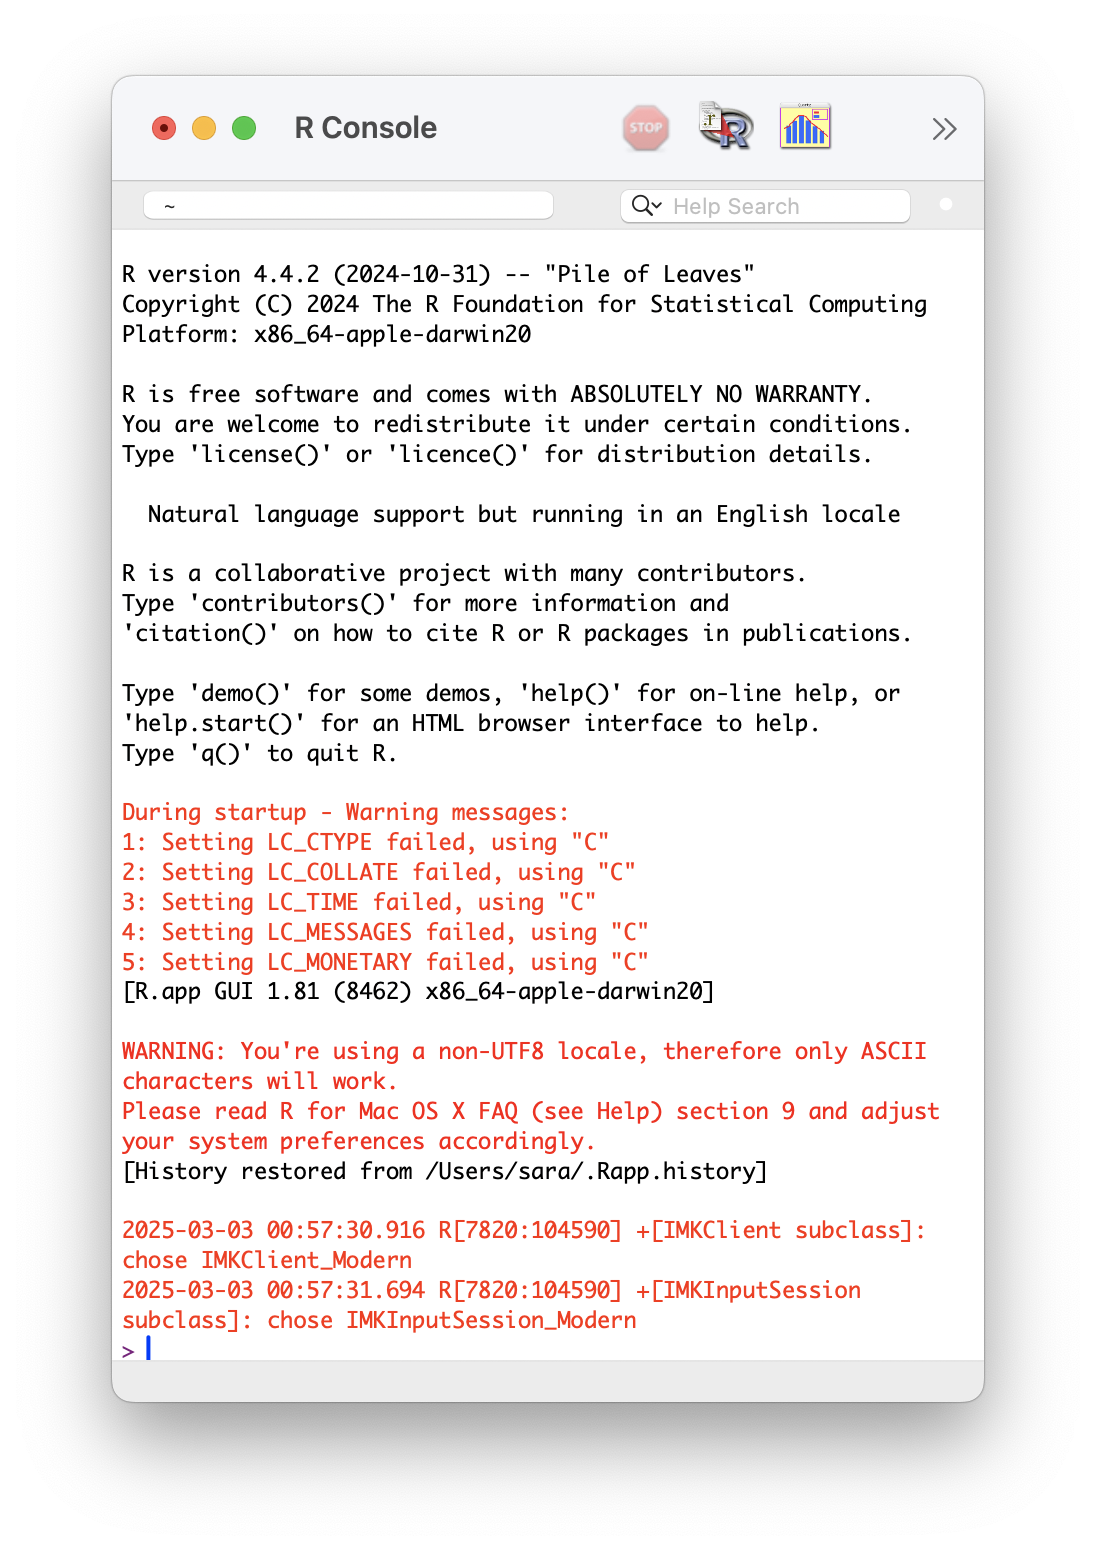 R Console
STOP
~
Help Search
R version 4.4.2 (2024-10-31) -- "Pile of Leaves"
Copyright (C) 2024 The R Foundation for Statistical Computing
Platform: x86_64-apple-darwin20
R is free software and comes with ABSOLUTELY NO WARRANTY.
You are welcome to redistribute it under certain conditions.
Type 'license()' or 'licence()' for distribution details.
  Natural language support but running in an English locale
R is a collaborative project with many contributors.
Type 'contributors()' for more information and
'citation()' on how to cite R or R packages in publications.
Type 'demo()' for some demos, 'help()' for on-line help, or
'help.start()' for an HTML browser interface to help.
Type 'q()' to quit R.
During startup - Warning messages:
1: Setting LC_CTYPE failed, using "C"
2: Setting LC_COLLATE failed, using "C"
3: Setting LC_TIME failed, using "C"
4: Setting LC_MESSAGES failed, using "C"
5: Setting LC_MONETARY failed, using "C"
[R.app GUI 1.81 (8462) x86_64-apple-darwin20]
WARNING: You're using a non-UTF8 locale, therefore only ASCII
characters will work.
Please read R for Mac OS X FAQ (see Help) section 9 and adjust
your system preferences accordingly.
[History restored from /Users/sara/.Rapp.history]
2025-03-03 00:57:30.916 R[7820:104590] +[IMKClient subclass]:
chose IMKClient_Modern
2025-03-03 00:57:31.694 R[7820:104590] +[IMKInputSession
subclass]: chose IMKInputSession_Modern
>